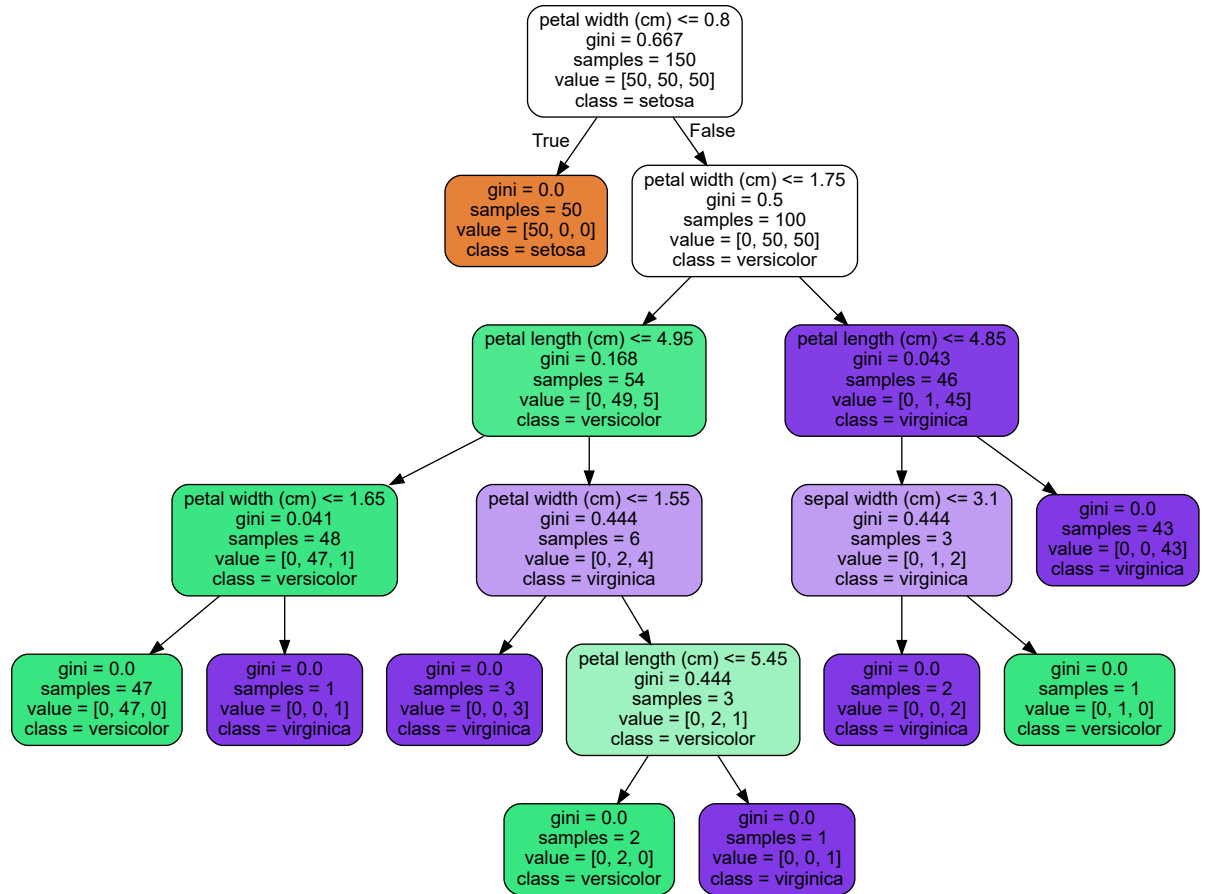 petal width (cm) <= 0.8
gini = 0.667
samples = 150
value = [50, 50, 50]
class = setosa
True
False
gini = 0.0
samples = 50
value = [50, 0, 0]
class = setosa
petal width (cm) <= 1.75
gini = 0.5
samples = 100
value = [0, 50, 50]
class = versicolor
petal length (cm) <= 4.95
gini = 0.168
samples = 54
value = [0, 49, 5]
class = versicolor
petal length (cm) <= 4.85
gini = 0.043
samples = 46
value = [0, 1, 45]
class = virginica
petal width (cm) <= 1.65
gini = 0.041
samples = 48
value = [0, 47, 1]
class = versicolor
petal width (cm) <= 1.55
gini = 0.444
samples = 6
value = [0, 2, 4]
class = virginica
sepal width (cm) <= 3.1
gini = 0.444
samples = 3
value = [0, 1, 2]
class = virginica
gini = 0.0
samples = 43
value = [0, 0, 43]
class = virginica
gini = 0.0
samples = 47
value = [0, 47, 0]
class = versicolor
gini = 0.0
samples = 1
value = [0, 0, 1]
class = virginica
gini = 0.0
samples = 3
value = [0, 0, 3]
class = virginica
petal length (cm) <= 5.45
gini = 0.444
samples = 3
value = [0, 2, 1]
class = versicolor
gini = 0.0
samples = 2
value = [0, 0, 2]
class = virginica
gini = 0.0
samples = 1
value = [0, 1, 0]
class = versicolor
gini = 0.0
samples = 2
value = [0, 2, 0]
class = versicolor
gini = 0.0
samples = 1
value = [0, 0, 1]
class = virginica